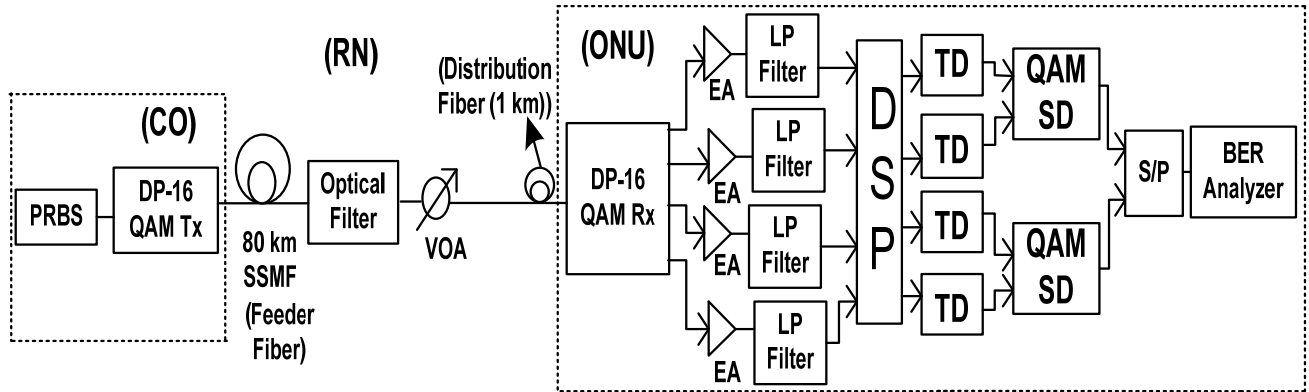 (CO)
PRBS
DP-16
QAM Tx
80 km
SSMF
(Feeder
Fiber)
(RN)
Optical
Filter
VOA
(Distribution
Fiber (1 km))
(ONU)
DP-16
QAM Rx
EA
LP
Filter
EA
LP
Filter
EA
LP
Filter
EA
LP
Filter
D
S
P
TD
TD
TD
TD
QAM
SD
QAM
SD
S/P
BER
Analyzer